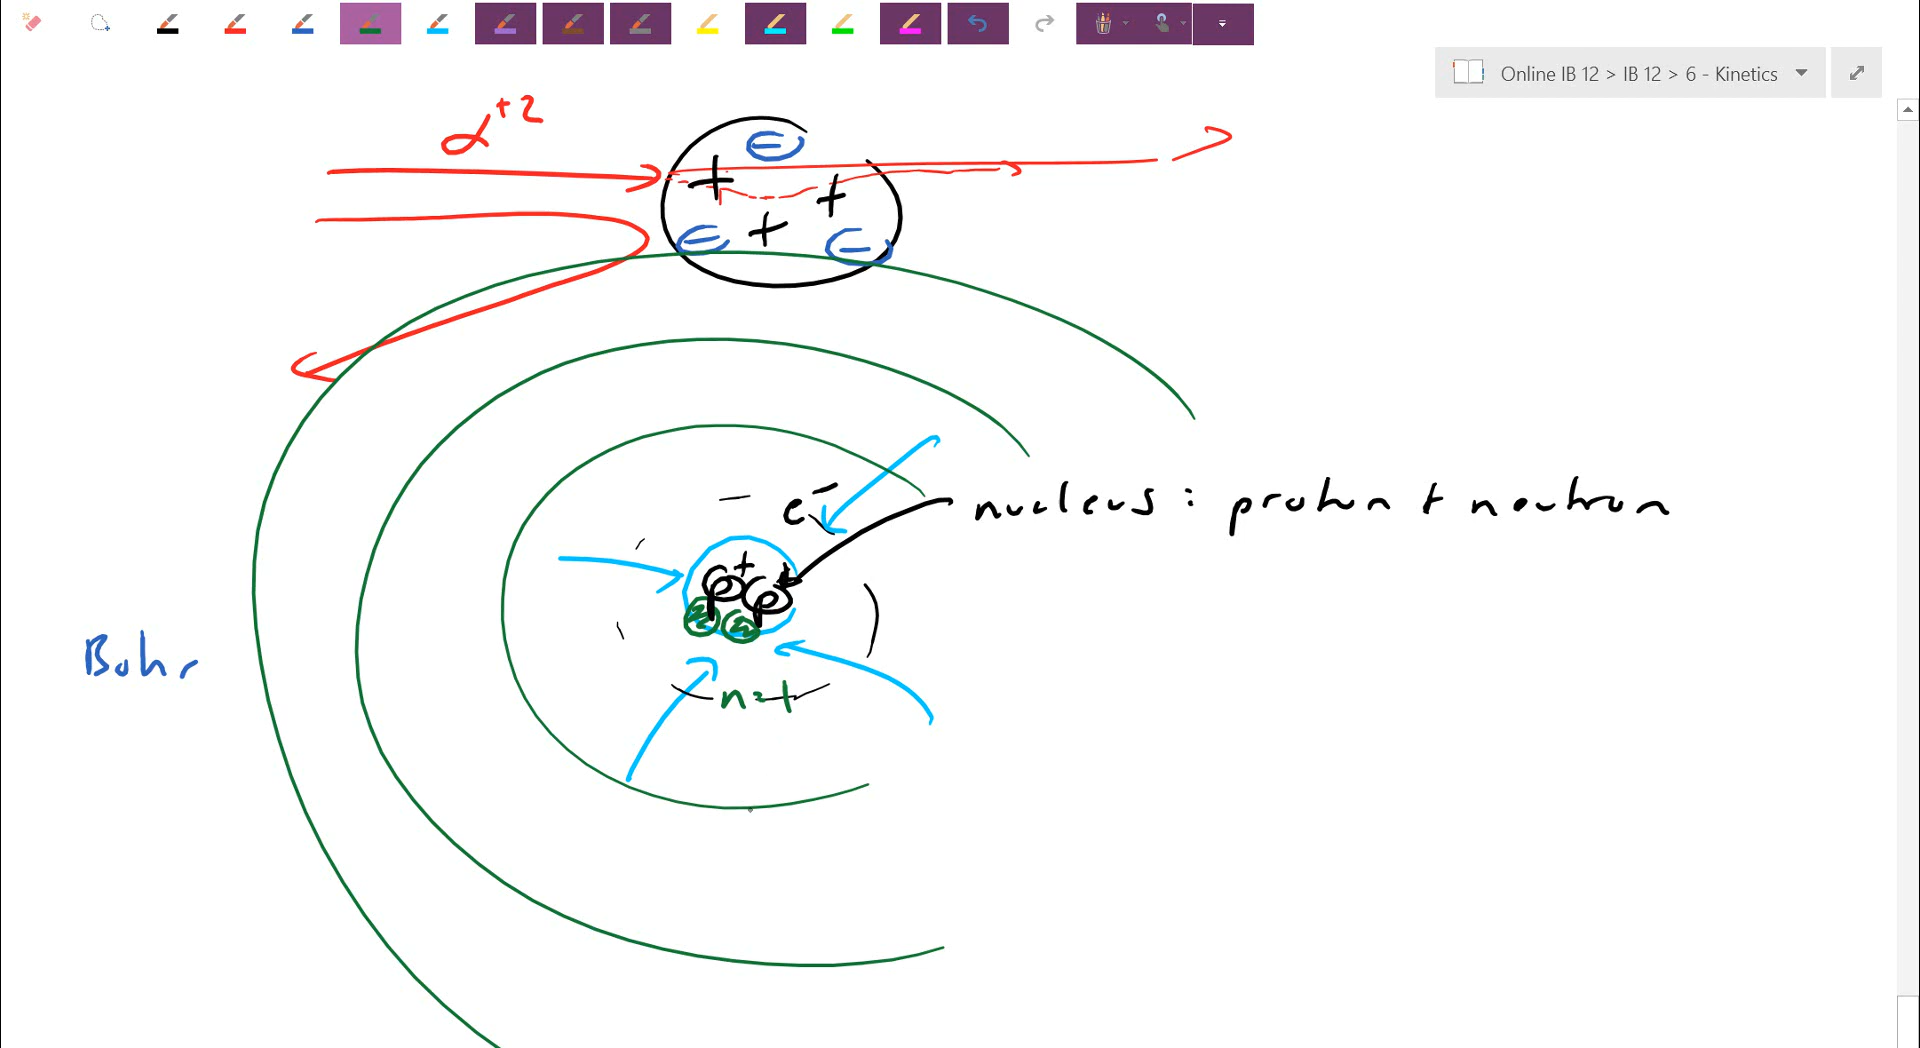 Online IB 12 > IB 12 > 6 - Kinetics
α+2
−
+
+
+
−
−
− e−
nucleus : proton + neutron
p+ p+
Bohr
n=1